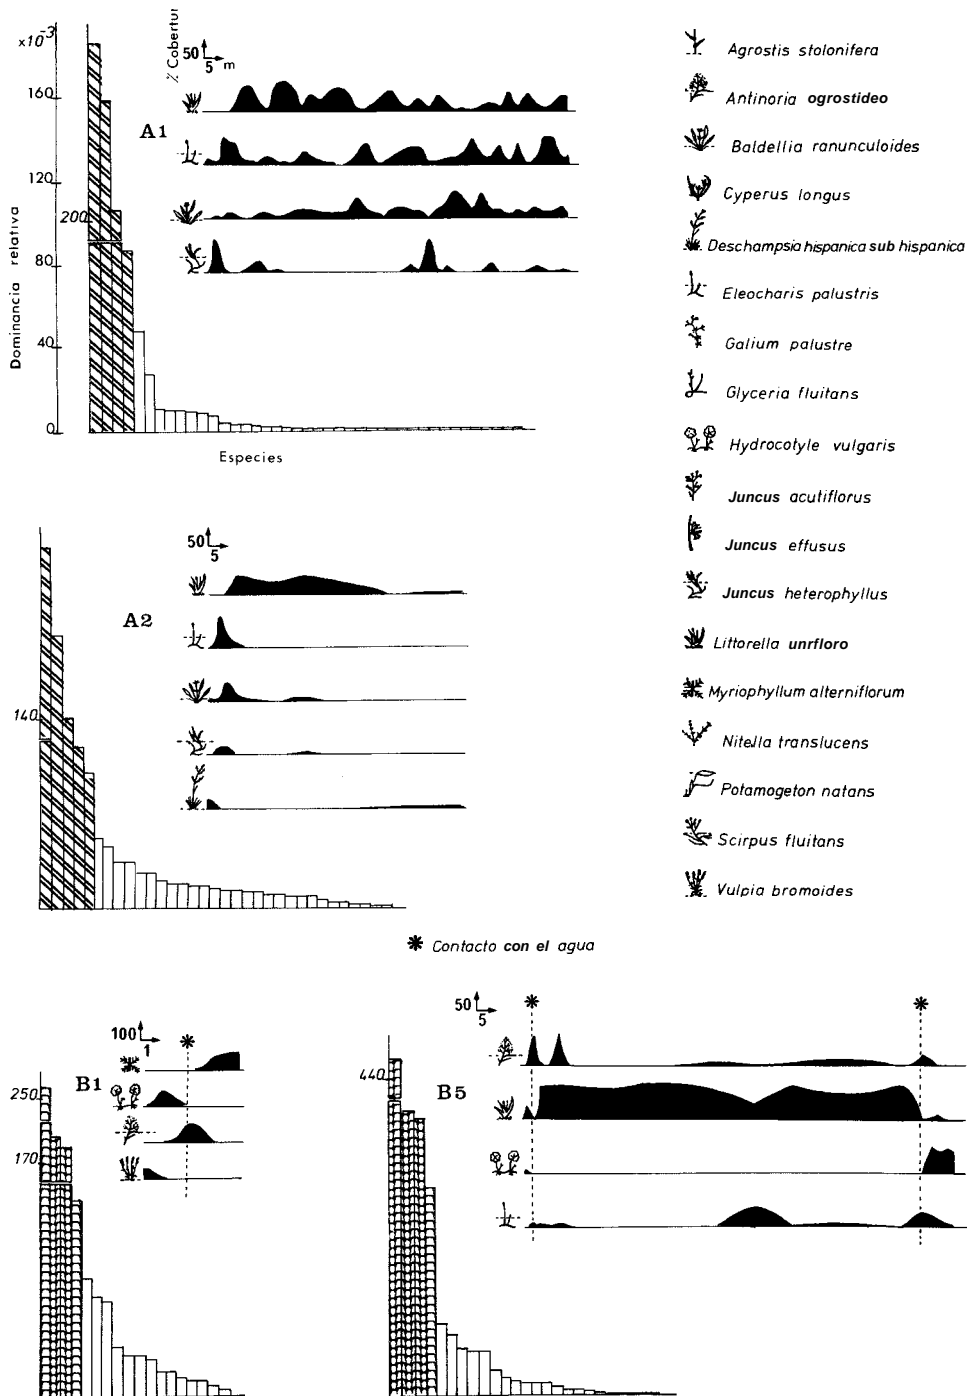 ×10⁻³
160
120
200
80
40
0
Dominancia relativa
Especies
% Cobertur
50
5 m
A1
Agrostis stolonifera
Antinoria ogrostideo
Baldellia ranunculoides
Cyperus longus
Deschampsia hispanica sub hispanica
Eleocharis palustris
Galium palustre
Glyceria fluitans
Hydrocotyle vulgaris
Juncus acutiflorus
Juncus effusus
Juncus heterophyllus
Littorella unrfloro
Myriophyllum alterniflorum
Nitella translucens
Potamogeton natans
Scirpus fluitans
Vulpia bromoides
50
5
A2
140
* Contacto con el agua
100
1
*
B1
250
170
50
5
*
*
B5
440